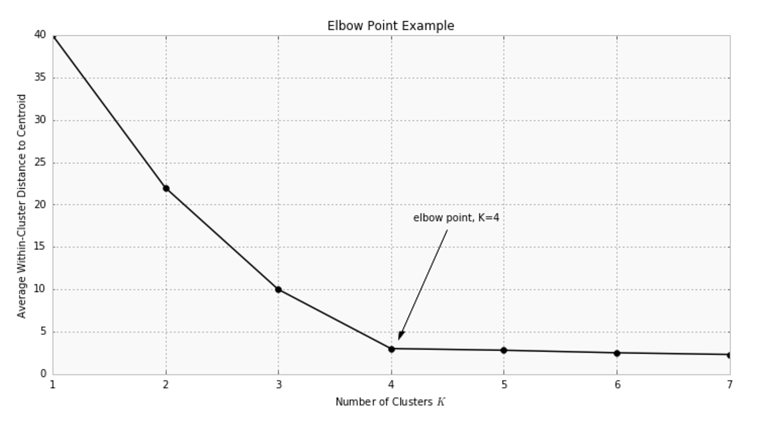 Elbow Point Example
40
35
30
25
20
15
10
5
0
Average Within-Cluster Distance to Centroid
elbow point, K=4
1 2 3 4 5 6 7
Number of Clusters K